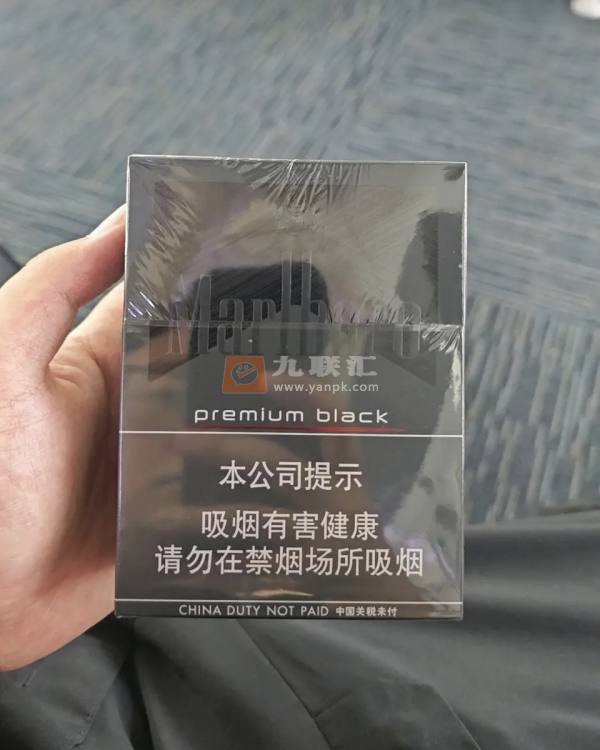 Marlboro
九联汇
www.yanpk.com
premium black
本公司提示
吸烟有害健康
请勿在禁烟场所吸烟
CHINA DUTY NOT PAID 中国关税未付